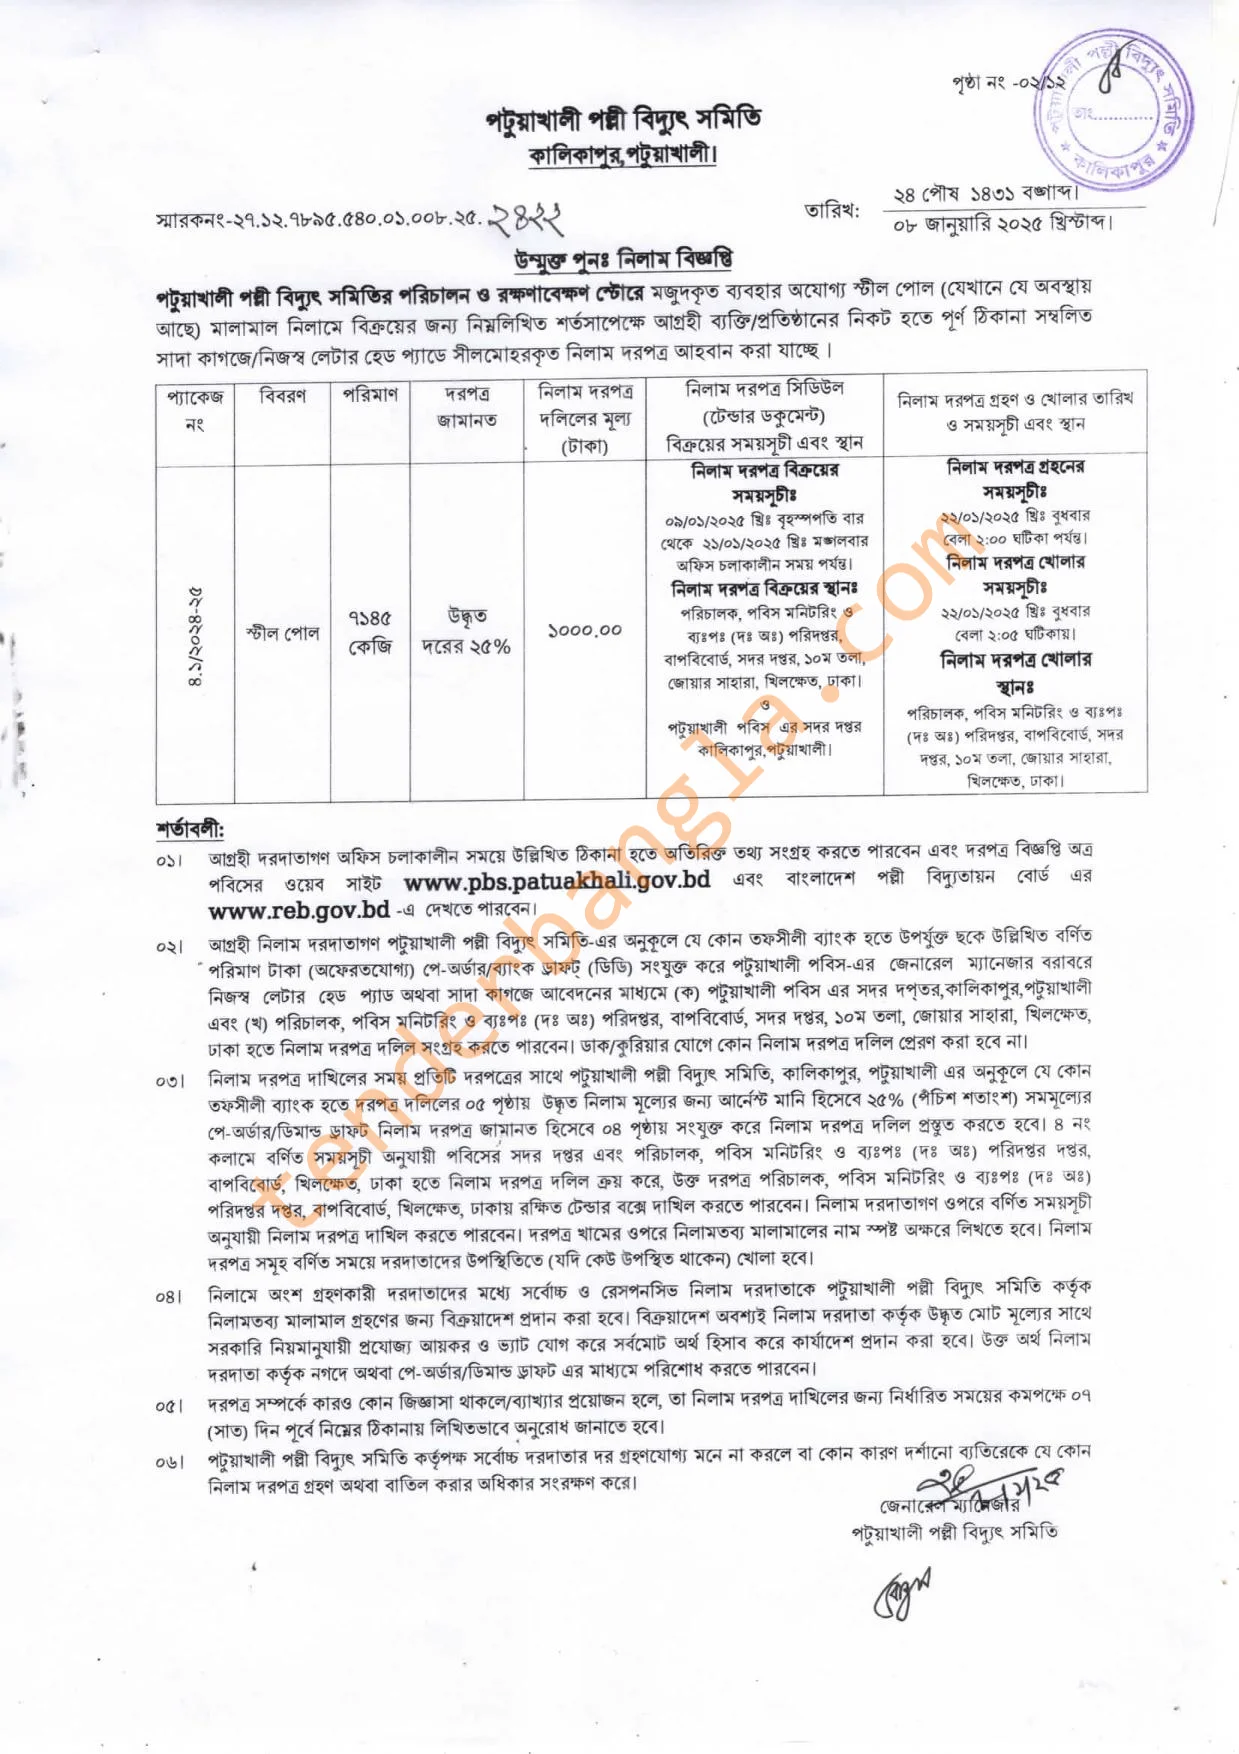 পৃষ্ঠা নং -০২/১২
পটুয়াখালী পল্লী বিদ্যুৎ সমিতি
তাং............
কালিকাপুর
পটুয়াখালী পল্লী বিদ্যুৎ সমিতি
কালিকাপুর,পটুয়াখালী।
স্মারকনং-২৭.১২.৭৮৯৫.৫৪০.০১.০০৮.২৫.২৪২২
তারিখ:
২৪ পৌষ ১৪৩১ বঙ্গাব্দ।
০৮ জানুয়ারি ২০২৫ খ্রিস্টাব্দ।
উন্মুক্ত পুনঃ নিলাম বিজ্ঞপ্তি
পটুয়াখালী পল্লী বিদ্যুৎ সমিতির পরিচালন ও রক্ষণাবেক্ষণ স্টোরে মজুদকৃত ব্যবহার অযোগ্য স্টীল পোল (যেখানে যে অবস্থায়
আছে) মালামাল নিলামে বিক্রয়ের জন্য নিম্নলিখিত শর্তসাপেক্ষে আগ্রহী ব্যক্তি/প্রতিষ্ঠানের নিকট হতে পূর্ণ ঠিকানা সম্বলিত
সাদা কাগজে/নিজস্ব লেটার হেড প্যাডে সীলমোহরকৃত নিলাম দরপত্র আহবান করা যাচ্ছে ।
প্যাকেজ
নং
বিবরণ
পরিমাণ
দরপত্র
জামানত
নিলাম দরপত্র
দলিলের মূল্য
(টাকা)
নিলাম দরপত্র সিডিউল
(টেন্ডার ডকুমেন্ট)
বিক্রয়ের সময়সূচী এবং স্থান
নিলাম দরপত্র গ্রহণ ও খোলার তারিখ
ও সময়সূচী এবং স্থান
৪.১/২০২৪-২৫
স্টীল পোল
৭১৪৫
কেজি
উদ্ধৃত
দরের ২৫%
১০০০.০০
নিলাম দরপত্র বিক্রয়ের
সময়সূচীঃ
০৯/০১/২০২৫ খ্রিঃ বৃহস্পতি বার
থেকে ২১/০১/২০২৫ খ্রিঃ মঙ্গলবার
অফিস চলাকালীন সময় পর্যন্ত।
নিলাম দরপত্র বিক্রয়ের স্থানঃ
পরিচালক, পবিস মনিটরিং ও
ব্যঃপঃ (দঃ অঃ) পরিদপ্তর,
বাপবিবোর্ড, সদর দপ্তর, ১০ম তলা,
জোয়ার সাহারা, খিলক্ষেত, ঢাকা।
ও
পটুয়াখালী পবিস এর সদর দপ্তর
কালিকাপুর,পটুয়াখালী।
নিলাম দরপত্র গ্রহনের
সময়সূচীঃ
২২/০১/২০২৫ খ্রিঃ বুধবার
বেলা ২:০০ ঘটিকা পর্যন্ত।
নিলাম দরপত্র খোলার
সময়সূচীঃ
২২/০১/২০২৫ খ্রিঃ বুধবার
বেলা ২:০৫ ঘটিকায়।
নিলাম দরপত্র খোলার
স্থানঃ
পরিচালক, পবিস মনিটরিং ও ব্যঃপঃ
(দঃ অঃ) পরিদপ্তর, বাপবিবোর্ড, সদর
দপ্তর, ১০ম তলা, জোয়ার সাহারা,
খিলক্ষেত, ঢাকা।
শর্তাবলী:
০১। আগ্রহী দরদাতাগণ অফিস চলাকালীন সময়ে উল্লিখিত ঠিকানা হতে অতিরিক্ত তথ্য সংগ্রহ করতে পারবেন এবং দরপত্র বিজ্ঞপ্তি অত্র
পবিসের ওয়েব সাইট www.pbs.patuakhali.gov.bd এবং বাংলাদেশ পল্লী বিদ্যুতায়ন বোর্ড এর
www.reb.gov.bd -এ দেখতে পারবেন।
০২। আগ্রহী নিলাম দরদাতাগণ পটুয়াখালী পল্লী বিদ্যুৎ সমিতি-এর অনুকূলে যে কোন তফসীলী ব্যাংক হতে উপর্যুক্ত ছকে উল্লিখিত বর্ণিত
পরিমাণ টাকা (অফেরতযোগ্য) পে-অর্ডার/ব্যাংক ড্রাফট্ (ডিডি) সংযুক্ত করে পটুয়াখালী পবিস-এর জেনারেল ম্যানেজার বরাবরে
নিজস্ব লেটার হেড প্যাড অথবা সাদা কাগজে আবেদনের মাধ্যমে (ক) পটুয়াখালী পবিস এর সদর দপ্তর,কালিকাপুর,পটুয়াখালী
এবং (খ) পরিচালক, পবিস মনিটরিং ও ব্যঃপঃ (দঃ অঃ) পরিদপ্তর, বাপবিবোর্ড, সদর দপ্তর, ১০ম তলা, জোয়ার সাহারা, খিলক্ষেত,
ঢাকা হতে নিলাম দরপত্র দলিল সংগ্রহ করতে পারবেন। ডাক/কুরিয়ার যোগে কোন নিলাম দরপত্র দলিল প্রেরণ করা হবে না।
০৩। নিলাম দরপত্র দাখিলের সময় প্রতিটি দরপত্রের সাথে পটুয়াখালী পল্লী বিদ্যুৎ সমিতি, কালিকাপুর, পটুয়াখালী এর অনুকূলে যে কোন
তফসীলী ব্যাংক হতে দরপত্র দলিলের ০৫ পৃষ্ঠায় উদ্ধৃত নিলাম মূল্যের জন্য আর্নেস্ট মানি হিসেবে ২৫% (পঁচিশ শতাংশ) সমমূল্যের
পে-অর্ডার/ডিমান্ড ড্রাফট নিলাম দরপত্র জামানত হিসেবে ০৪ পৃষ্ঠায় সংযুক্ত করে নিলাম দরপত্র দলিল প্রস্তুত করতে হবে। ৪ নং
কলামে বর্ণিত সময়সূচী অনুযায়ী পবিসের সদর দপ্তর এবং পরিচালক, পবিস মনিটরিং ও ব্যঃপঃ (দঃ অঃ) পরিদপ্তর দপ্তর,
বাপবিবোর্ড, খিলক্ষেত, ঢাকা হতে নিলাম দরপত্র দলিল ক্রয় করে, উক্ত দরপত্র পরিচালক, পবিস মনিটরিং ও ব্যঃপঃ (দঃ অঃ)
পরিদপ্তর দপ্তর, বাপবিবোর্ড, খিলক্ষেত, ঢাকায় রক্ষিত টেন্ডার বক্সে দাখিল করতে পারবেন। নিলাম দরদাতাগণ ওপরে বর্ণিত সময়সূচী
অনুযায়ী নিলাম দরপত্র দাখিল করতে পারবেন। দরপত্র খামের ওপরে নিলামতব্য মালামালের নাম স্পষ্ট অক্ষরে লিখতে হবে। নিলাম
দরপত্র সমূহ বর্ণিত সময়ে দরদাতাদের উপস্থিতিতে (যদি কেউ উপস্থিত থাকেন) খোলা হবে।
০৪। নিলামে অংশ গ্রহণকারী দরদাতাদের মধ্যে সর্বোচ্চ ও রেসপনসিভ নিলাম দরদাতাকে পটুয়াখালী পল্লী বিদ্যুৎ সমিতি কর্তৃক
নিলামতব্য মালামাল গ্রহণের জন্য বিক্রয়াদেশ প্রদান করা হবে। বিক্রয়াদেশ অবশ্যই নিলাম দরদাতা কর্তৃক উদ্ধৃত মোট মূল্যের সাথে
সরকারি নিয়মানুযায়ী প্রযোজ্য আয়কর ও ভ্যাট যোগ করে সর্বমোট অর্থ হিসাব করে কার্যাদেশ প্রদান করা হবে। উক্ত অর্থ নিলাম
দরদাতা কর্তৃক নগদে অথবা পে-অর্ডার/ডিমান্ড ড্রাফট এর মাধ্যমে পরিশোধ করতে পারবেন।
০৫। দরপত্র সম্পর্কে কারও কোন জিজ্ঞাসা থাকলে/ব্যাখ্যার প্রয়োজন হলে, তা নিলাম দরপত্র দাখিলের জন্য নির্ধারিত সময়ের কমপক্ষে ০৭
(সাত) দিন পূর্বে নিম্নের ঠিকানায় লিখিতভাবে অনুরোধ জানাতে হবে।
০৬। পটুয়াখালী পল্লী বিদ্যুৎ সমিতি কর্তৃপক্ষ সর্বোচ্চ দরদাতার দর গ্রহণযোগ্য মনে না করলে বা কোন কারণ দর্শানো ব্যতিরেকে যে কোন
নিলাম দরপত্র গ্রহণ অথবা বাতিল করার অধিকার সংরক্ষণ করে।
জেনারেল ম্যানেজার
পটুয়াখালী পল্লী বিদ্যুৎ সমিতি
tenderbangla.com